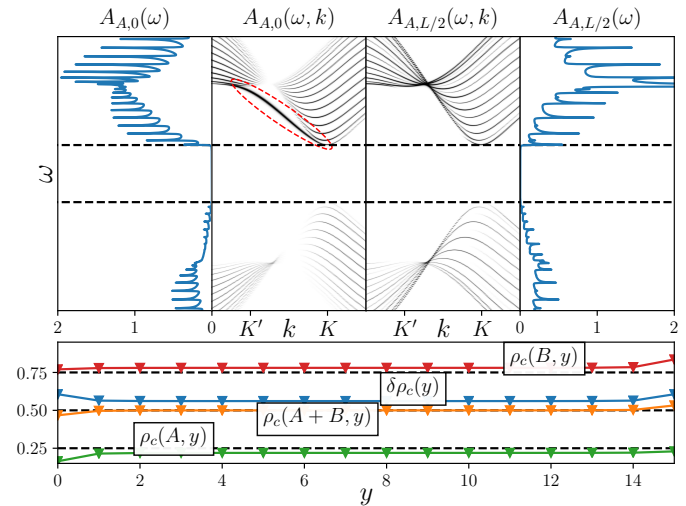 A_{A,0}(ω) A_{A,0}(ω, k) A_{A,L/2}(ω, k) A_{A,L/2}(ω)
ω
2 1 0 K′ k K K′ k K 0 1 2
0.75 ρ_c(B, y)
δρ_c(y)
0.50 ρ_c(A + B, y)
0.25 ρ_c(A, y)
0 2 4 6 8 10 12 14
y